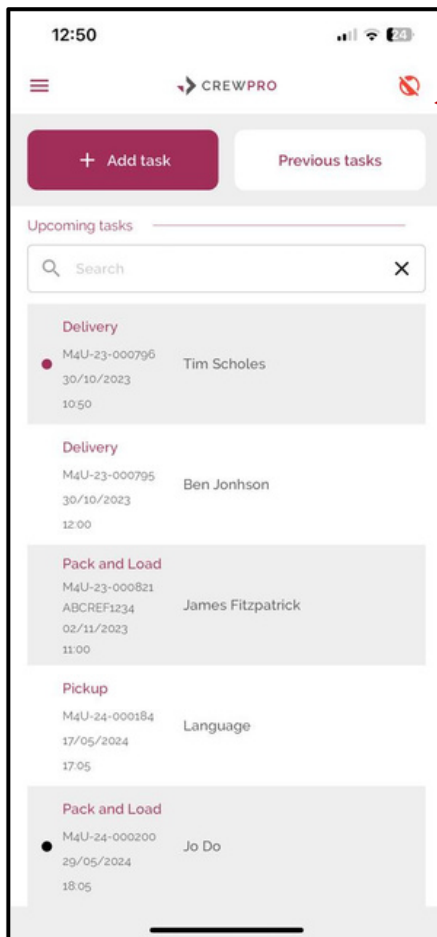 12:50
24
CREWPRO
+ Add task
Previous tasks
Upcoming tasks
Search
Delivery
M4U-23-000796
Tim Scholes
30/10/2023
10:50
Delivery
M4U-23-000795
Ben Jonhson
30/10/2023
12:00
Pack and Load
M4U-23-000821
ABCREF1234
James Fitzpatrick
02/11/2023
11:00
Pickup
M4U-24-000184
Language
17/05/2024
17:05
Pack and Load
M4U-24-000200
Jo Do
29/05/2024
18:05